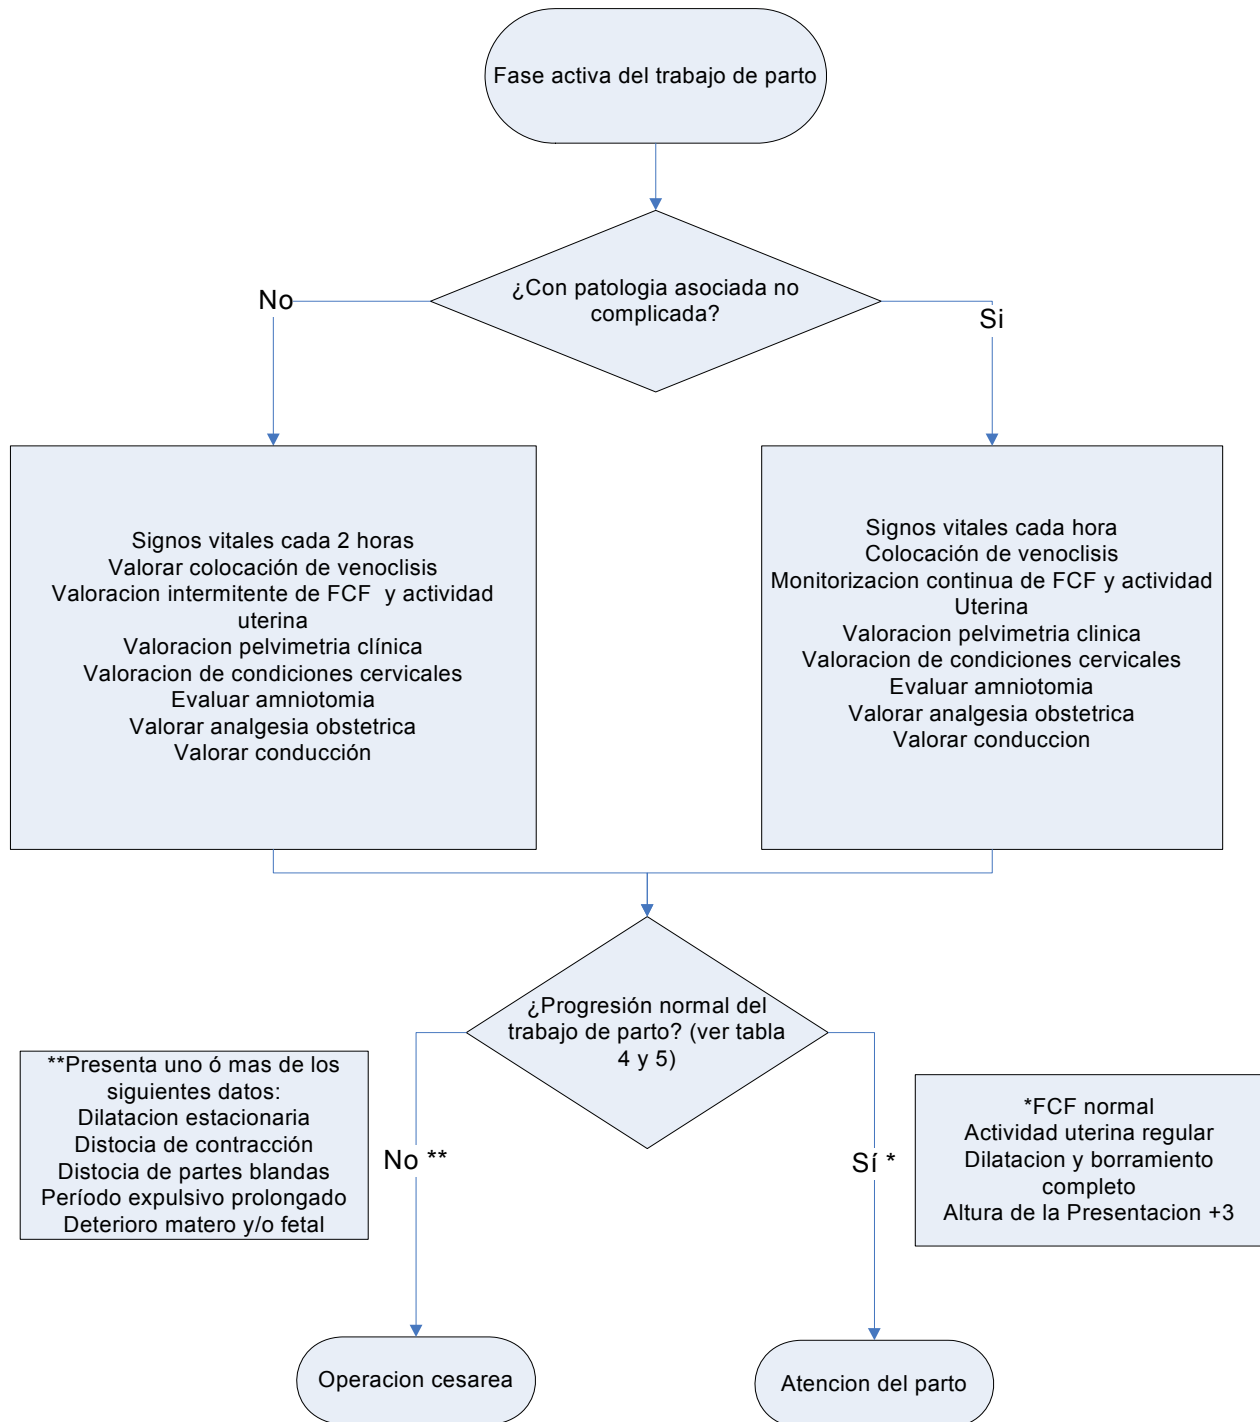 Fase activa del trabajo de parto
¿Con patologia asociada no
complicada?
No
Si
Signos vitales cada 2 horas
Valorar colocación de venoclisis
Valoracion intermitente de FCF y actividad
uterina
Valoracion pelvimetria clínica
Valoracion de condiciones cervicales
Evaluar amniotomia
Valorar analgesia obstetrica
Valorar conducción
Signos vitales cada hora
Colocación de venoclisis
Monitorizacion continua de FCF y actividad
Uterina
Valoracion pelvimetria clinica
Valoracion de condiciones cervicales
Evaluar amniotomia
Valorar analgesia obstetrica
Valorar conduccion
¿Progresión normal del
trabajo de parto? (ver tabla
4 y 5)
**Presenta uno ó mas de los
siguientes datos:
Dilatacion estacionaria
Distocia de contracción
Distocia de partes blandas
Período expulsivo prolongado
Deterioro matero y/o fetal
No **
Sí *
*FCF normal
Actividad uterina regular
Dilatacion y borramiento
completo
Altura de la Presentacion +3
Operacion cesarea
Atencion del parto